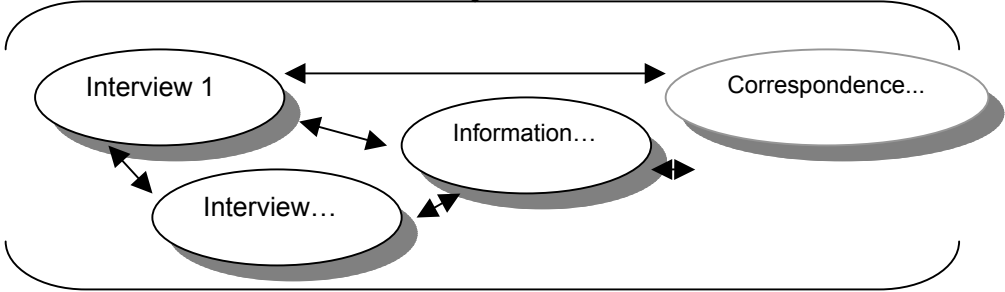 Interview 1
Correspondence...
Information…
Interview…